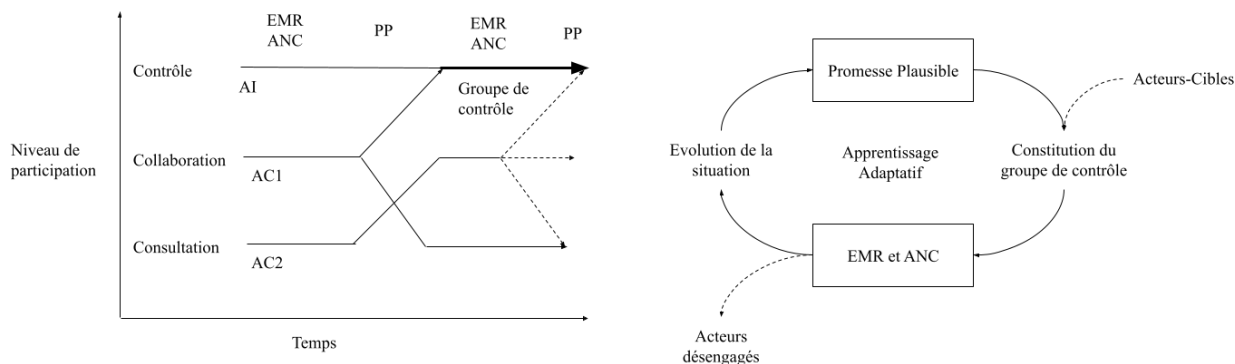 EMR
ANC
PP
EMR
ANC
PP
Contrôle
AI
Groupe de
contrôle
Niveau de
participation
Collaboration
AC1
Consultation
AC2
Temps
Promesse Plausible
Acteurs-Cibles
Evolution de la
situation
Apprentissage
Adaptatif
Constitution du
groupe de contrôle
EMR et ANC
Acteurs
désengagés